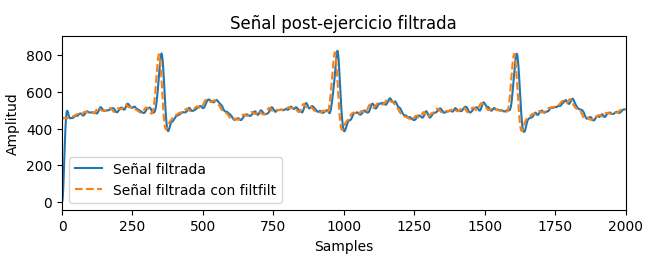 Señal post-ejercicio filtrada
800
600
400
200
0
Amplitud
Señal filtrada
Señal filtrada con filtfilt
0 250 500 750 1000 1250 1500 1750 2000
Samples